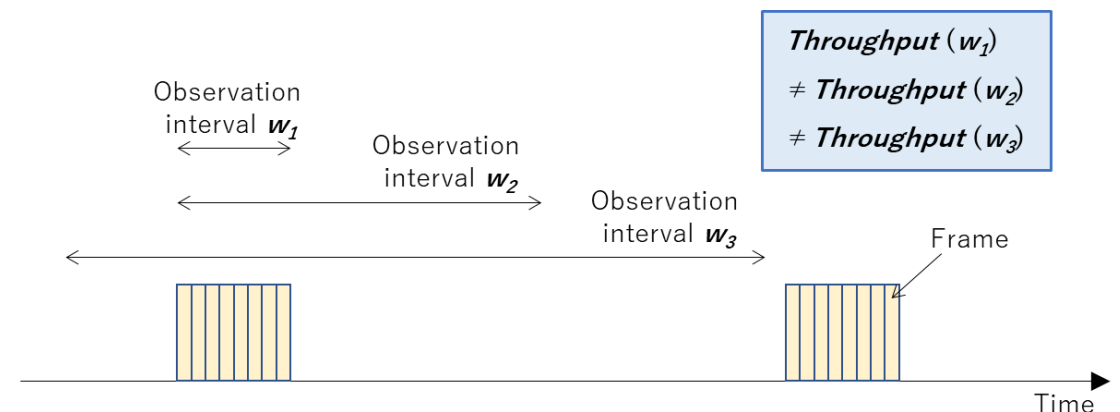 Throughput (w1)
≠ Throughput (w2)
≠ Throughput (w3)
Observation
interval w1
Observation
interval w2
Observation
interval w3
Frame
Time